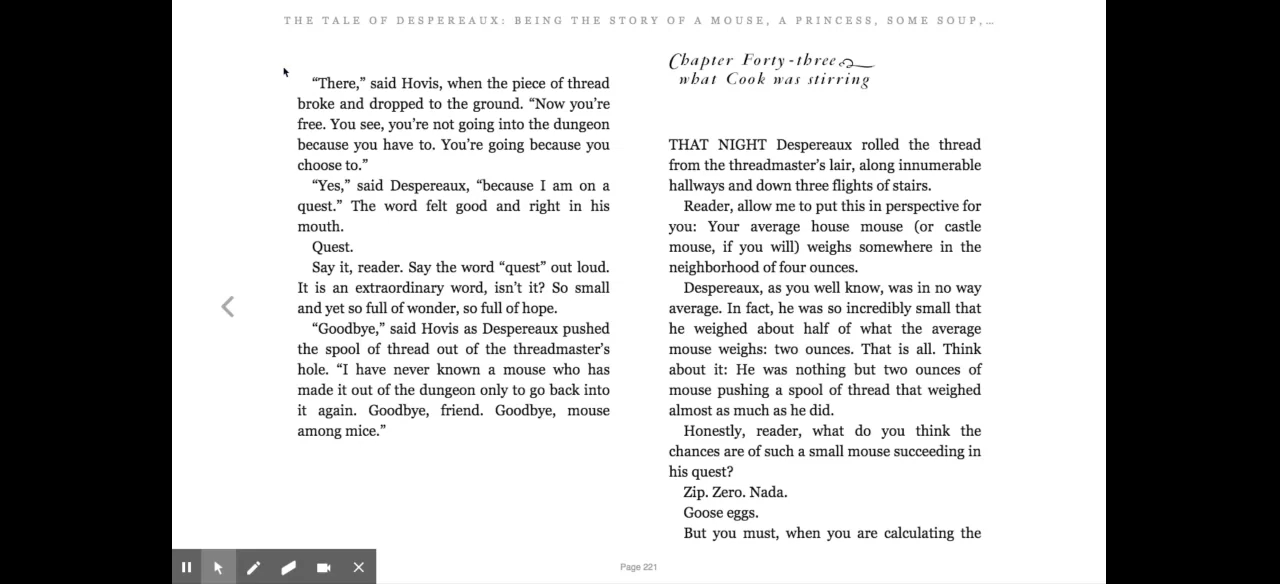 THE TALE OF DESPEREAUX: BEING THE STORY OF A MOUSE, A PRINCESS, SOME SOUP,...
“There,” said Hovis, when the piece of thread
broke and dropped to the ground. “Now you’re
free. You see, you’re not going into the dungeon
because you have to. You’re going because you
choose to.”
“Yes,” said Despereaux, “because I am on a
quest.” The word felt good and right in his
mouth.
Quest.
Say it, reader. Say the word “quest” out loud.
It is an extraordinary word, isn’t it? So small
and yet so full of wonder, so full of hope.
“Goodbye,” said Hovis as Despereaux pushed
the spool of thread out of the threadmaster’s
hole. “I have never known a mouse who has
made it out of the dungeon only to go back into
it again. Goodbye, friend. Goodbye, mouse
among mice.”
Chapter Forty-three
what Cook was stirring
THAT NIGHT Despereaux rolled the thread
from the threadmaster’s lair, along innumerable
hallways and down three flights of stairs.
Reader, allow me to put this in perspective for
you: Your average house mouse (or castle
mouse, if you will) weighs somewhere in the
neighborhood of four ounces.
Despereaux, as you well know, was in no way
average. In fact, he was so incredibly small that
he weighed about half of what the average
mouse weighs: two ounces. That is all. Think
about it: He was nothing but two ounces of
mouse pushing a spool of thread that weighed
almost as much as he did.
Honestly, reader, what do you think the
chances are of such a small mouse succeeding in
his quest?
Zip. Zero. Nada.
Goose eggs.
But you must, when you are calculating the
Page 221